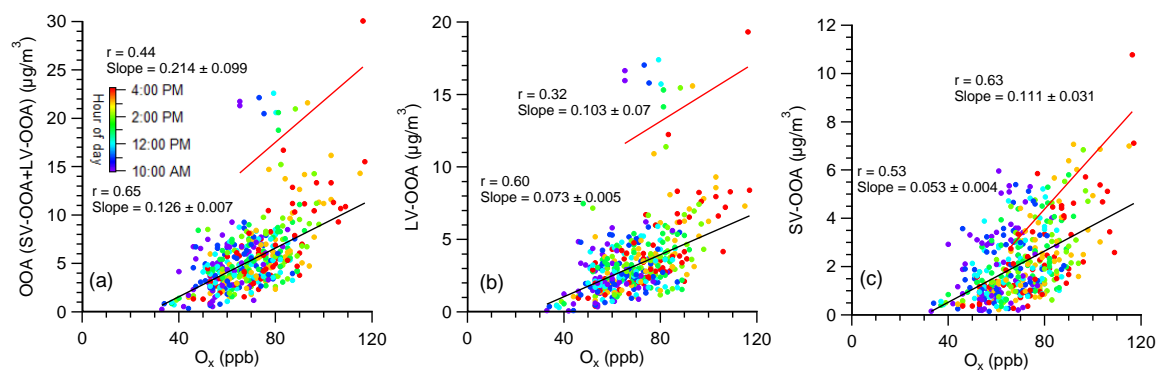 OOA (SV-OOA+LV-OOA) (µg/m³)
30
25
20
15
10
5
0
r = 0.44
Slope = 0.214 ± 0.099
Hour of day
4:00 PM
2:00 PM
12:00 PM
10:00 AM
r = 0.65
Slope = 0.126 ± 0.007
(a)
0
40
80
120
Oₓ (ppb)
LV-OOA (µg/m³)
20
15
10
5
0
r = 0.32
Slope = 0.103 ± 0.07
r = 0.60
Slope = 0.073 ± 0.005
(b)
0
40
80
120
Oₓ (ppb)
SV-OOA (µg/m³)
12
10
8
6
4
2
0
r = 0.63
Slope = 0.111 ± 0.031
r = 0.53
Slope = 0.053 ± 0.004
(c)
0
40
80
120
Oₓ (ppb)